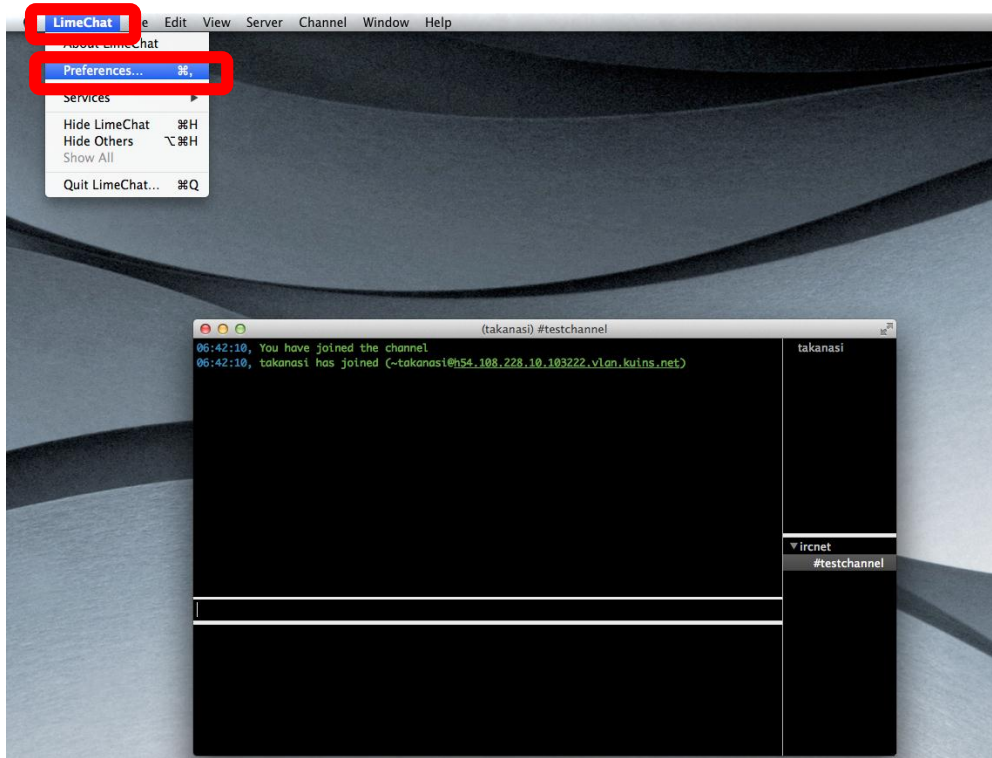 LimeChat e Edit View Server Channel Window Help
About LimeChat
Preferences... ⌘,
Services ▶
Hide LimeChat ⌘H
Hide Others ⌥⌘H
Show All
Quit LimeChat... ⌘Q
(takanasi) #testchannel
06:42:10, You have joined the channel
06:42:10, takanasi has joined (~takanasi@h54.108.228.10.103222.vlan.kuins.net)
takanasi
▼ircnet
#testchannel